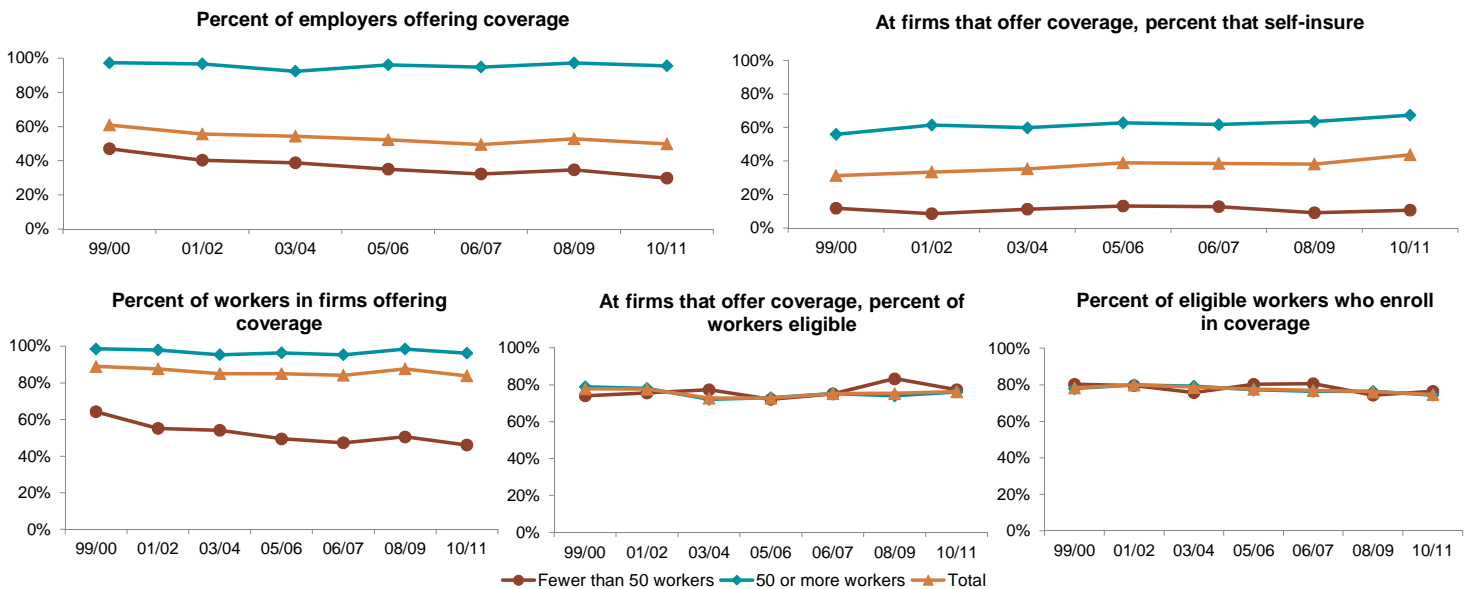 Percent of employers offering coverage
100%
80%
60%
40%
20%
0%
99/00 01/02 03/04 05/06 06/07 08/09 10/11
At firms that offer coverage, percent that self-insure
100%
80%
60%
40%
20%
0%
99/00 01/02 03/04 05/06 06/07 08/09 10/11
Percent of workers in firms offering
coverage
100%
80%
60%
40%
20%
0%
99/00 01/02 03/04 05/06 06/07 08/09 10/11
At firms that offer coverage, percent of
workers eligible
100%
80%
60%
40%
20%
0%
99/00 01/02 03/04 05/06 06/07 08/09 10/11
Percent of eligible workers who enroll
in coverage
100%
80%
60%
40%
20%
0%
99/00 01/02 03/04 05/06 06/07 08/09 10/11
Fewer than 50 workers 50 or more workers Total